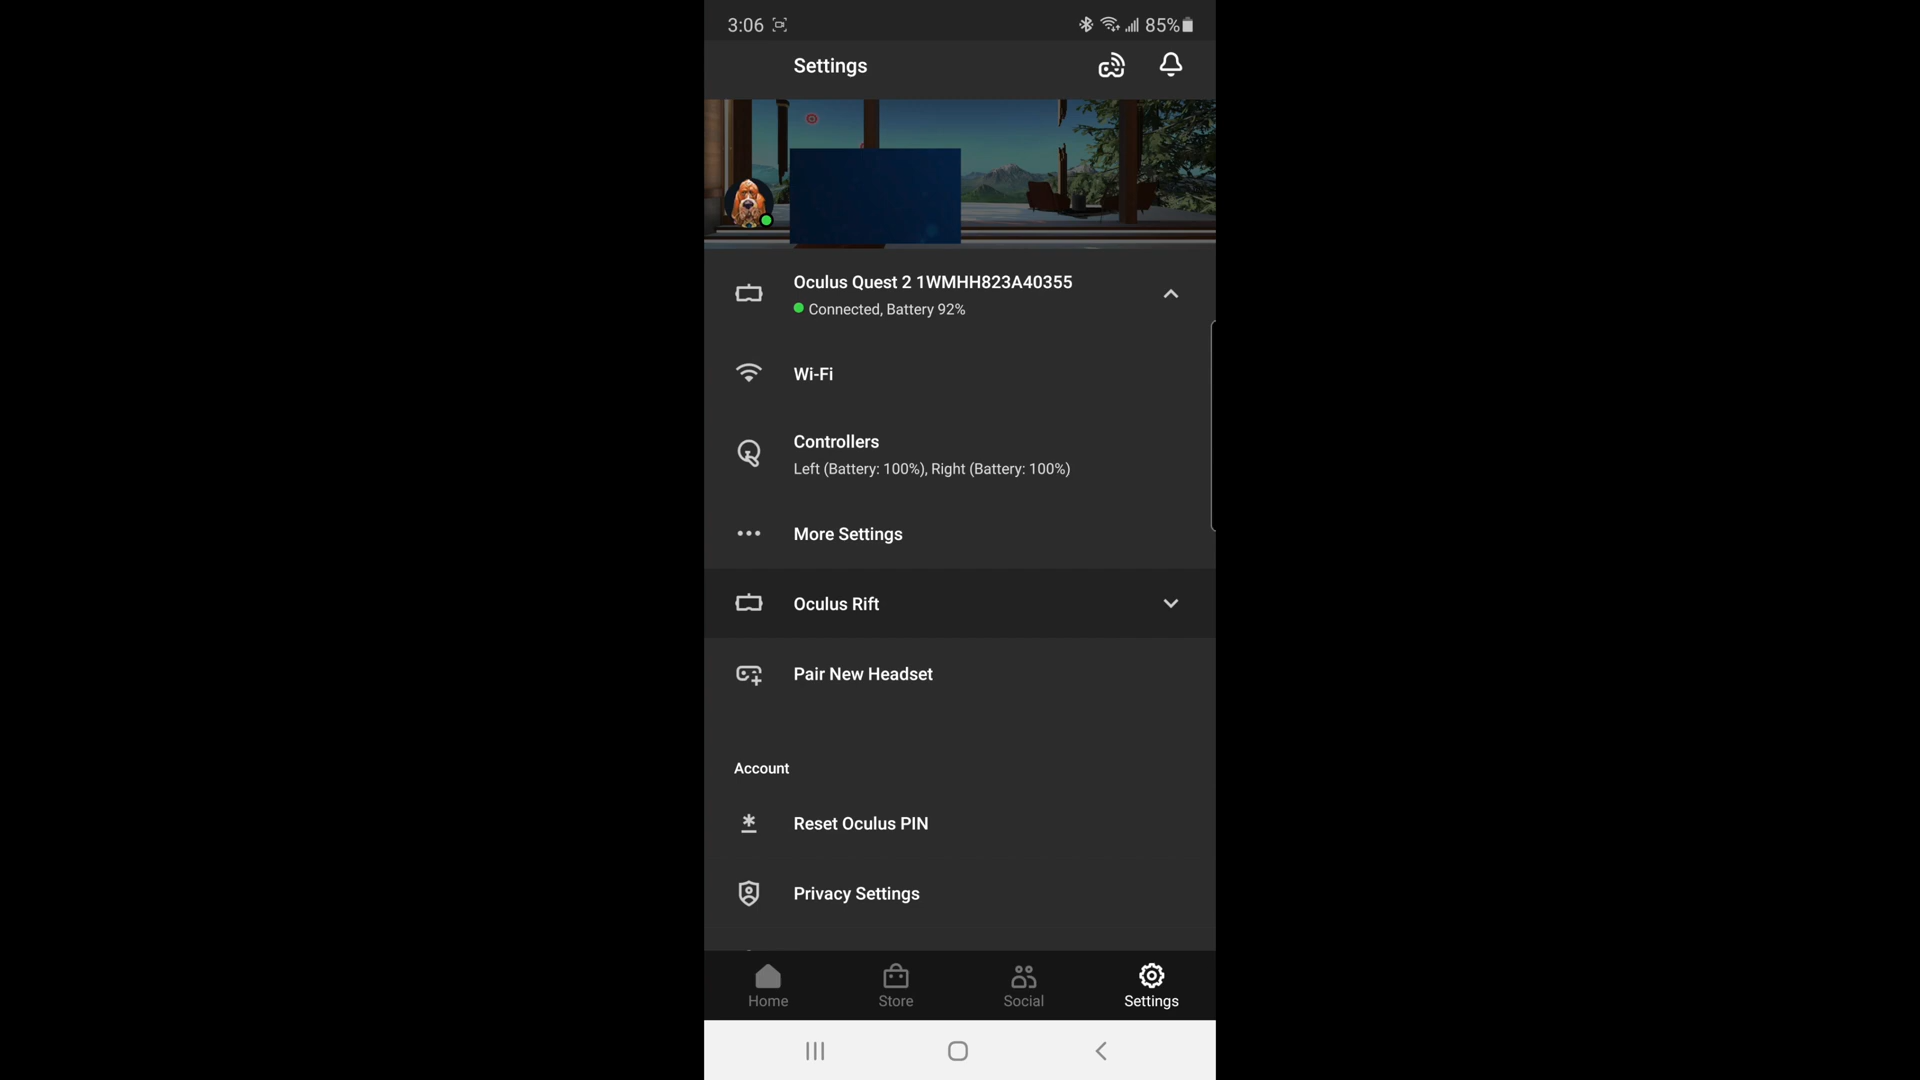 3:06
85%
Settings
Oculus Quest 2 1WMHH823A40355
Connected, Battery 92%
Wi-Fi
Controllers
Left (Battery: 100%), Right (Battery: 100%)
More Settings
Oculus Rift
Pair New Headset
Account
Reset Oculus PIN
Privacy Settings
Home
Store
Social
Settings